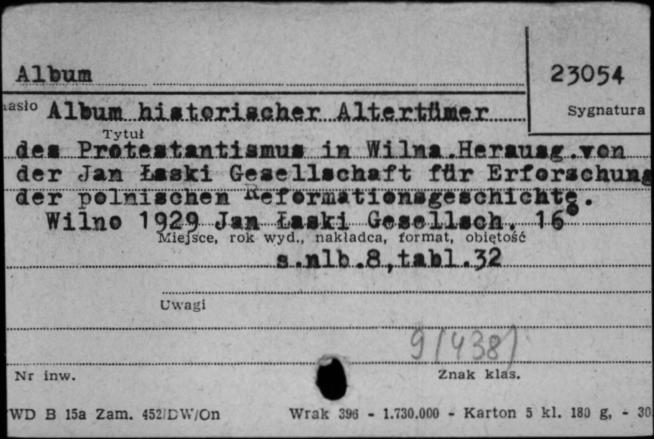 Album
23054
asło Album historischer Altertümer
Sygnatura
Tytuł
des Protestantismus in Wilna.Herausg.von
der Jan Łaski Gesellschaft für Erforschung
der polnischen Reformationsgeschichte.
Wilno 1929 Jan Łaski Gesellsch. 16°
Miejsce, rok wyd., nakładca, format, objętość
s.nlb.8,tabl.32
Uwagi
9(438)
Nr inw.
Znak klas.
WD B 15a Zam. 452/DW/On Wrak 396 - 1.730.000 - Karton 5 kl. 180 g. - 30